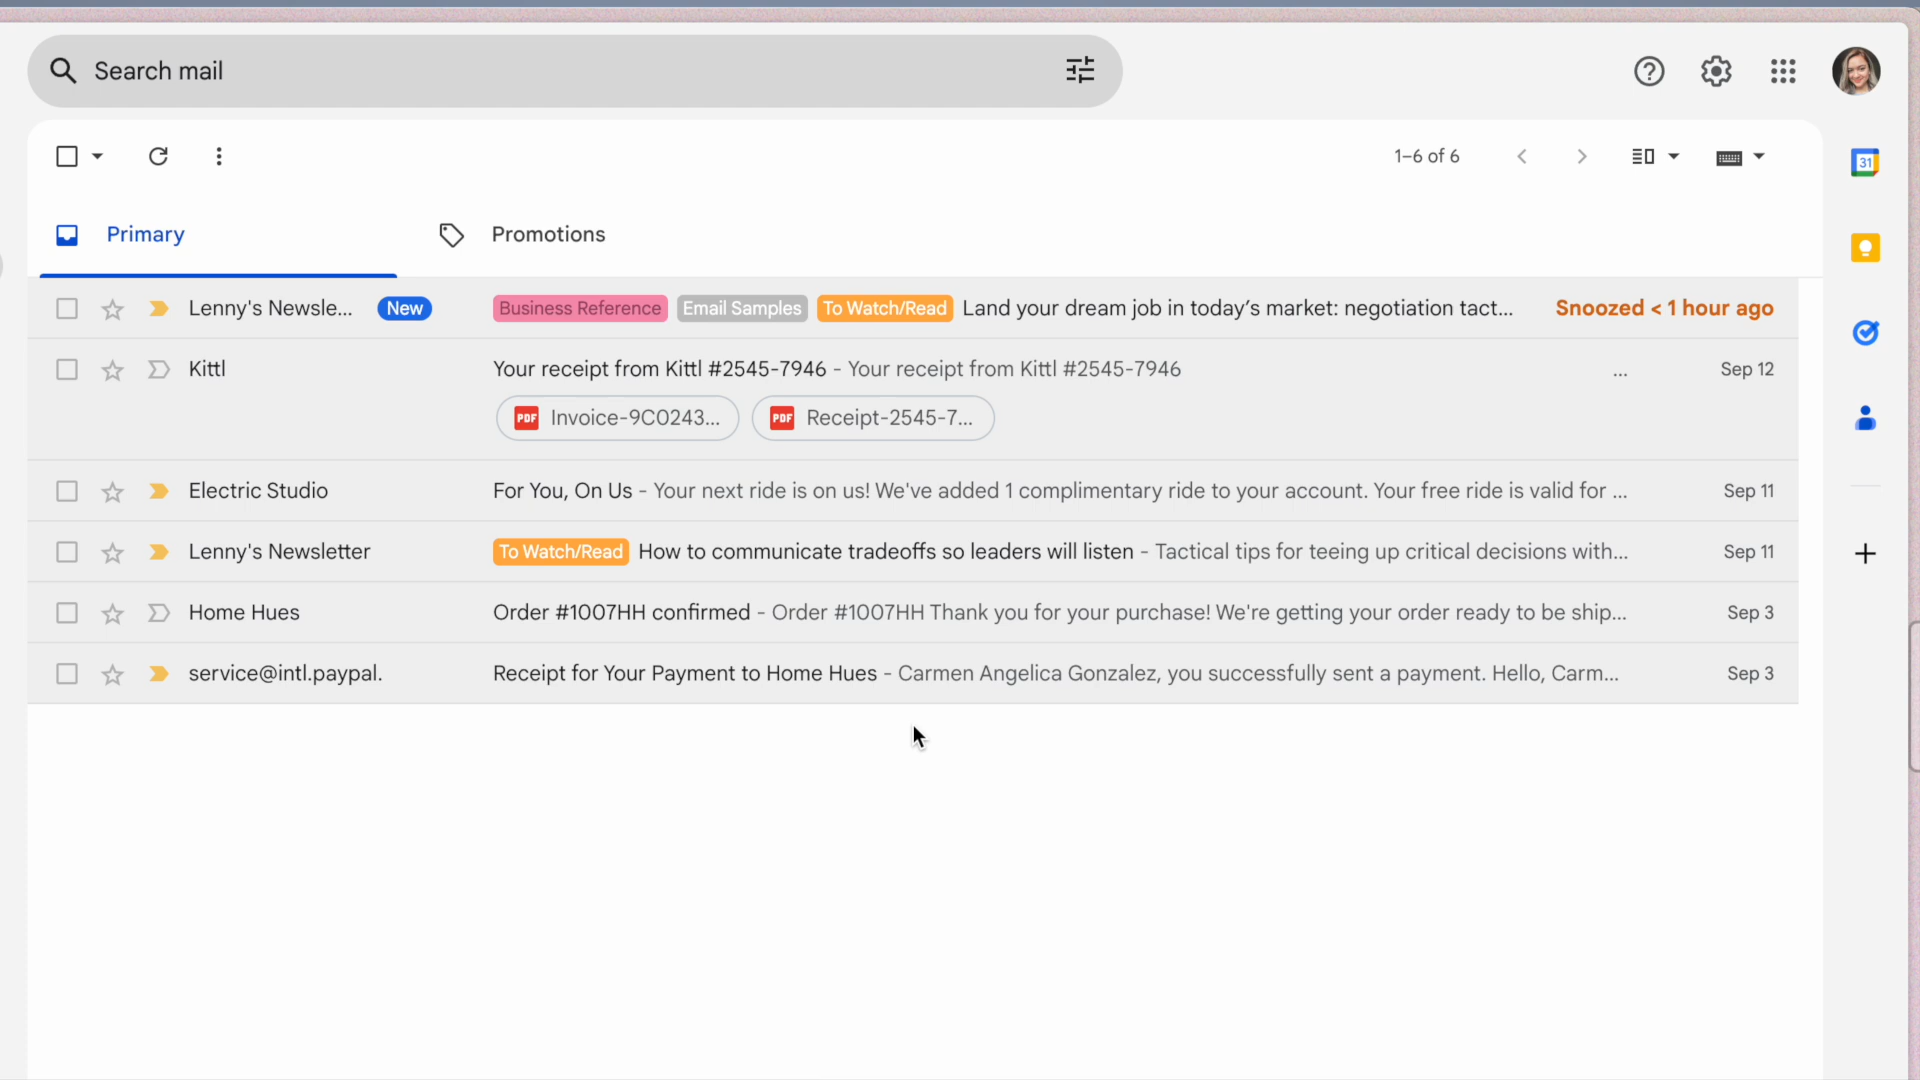 Search mail
1–6 of 6
31
Primary
Promotions
Lenny's Newsle... New Business Reference Email Samples To Watch/Read Land your dream job in today’s market: negotiation tact... Snoozed < 1 hour ago
Kittl Your receipt from Kittl #2545-7946 - Your receipt from Kittl #2545-7946 ... Sep 12
PDF Invoice-9C0243... PDF Receipt-2545-7...
Electric Studio For You, On Us - Your next ride is on us! We've added 1 complimentary ride to your account. Your free ride is valid for ... Sep 11
Lenny's Newsletter To Watch/Read How to communicate tradeoffs so leaders will listen - Tactical tips for teeing up critical decisions with... Sep 11
Home Hues Order #1007HH confirmed - Order #1007HH Thank you for your purchase! We're getting your order ready to be ship... Sep 3
service@intl.paypal. Receipt for Your Payment to Home Hues - Carmen Angelica Gonzalez, you successfully sent a payment. Hello, Carm... Sep 3